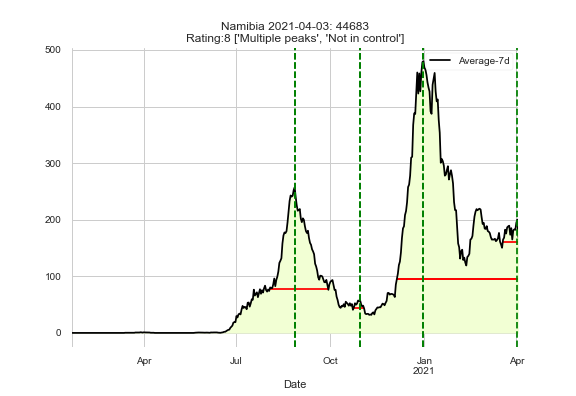 Namibia 2021-04-03: 44683
Rating:8 ['Multiple peaks', 'Not in control']
500
Average-7d
400
300
200
100
0
Apr
Jul
Oct
Jan
2021
Apr
Date